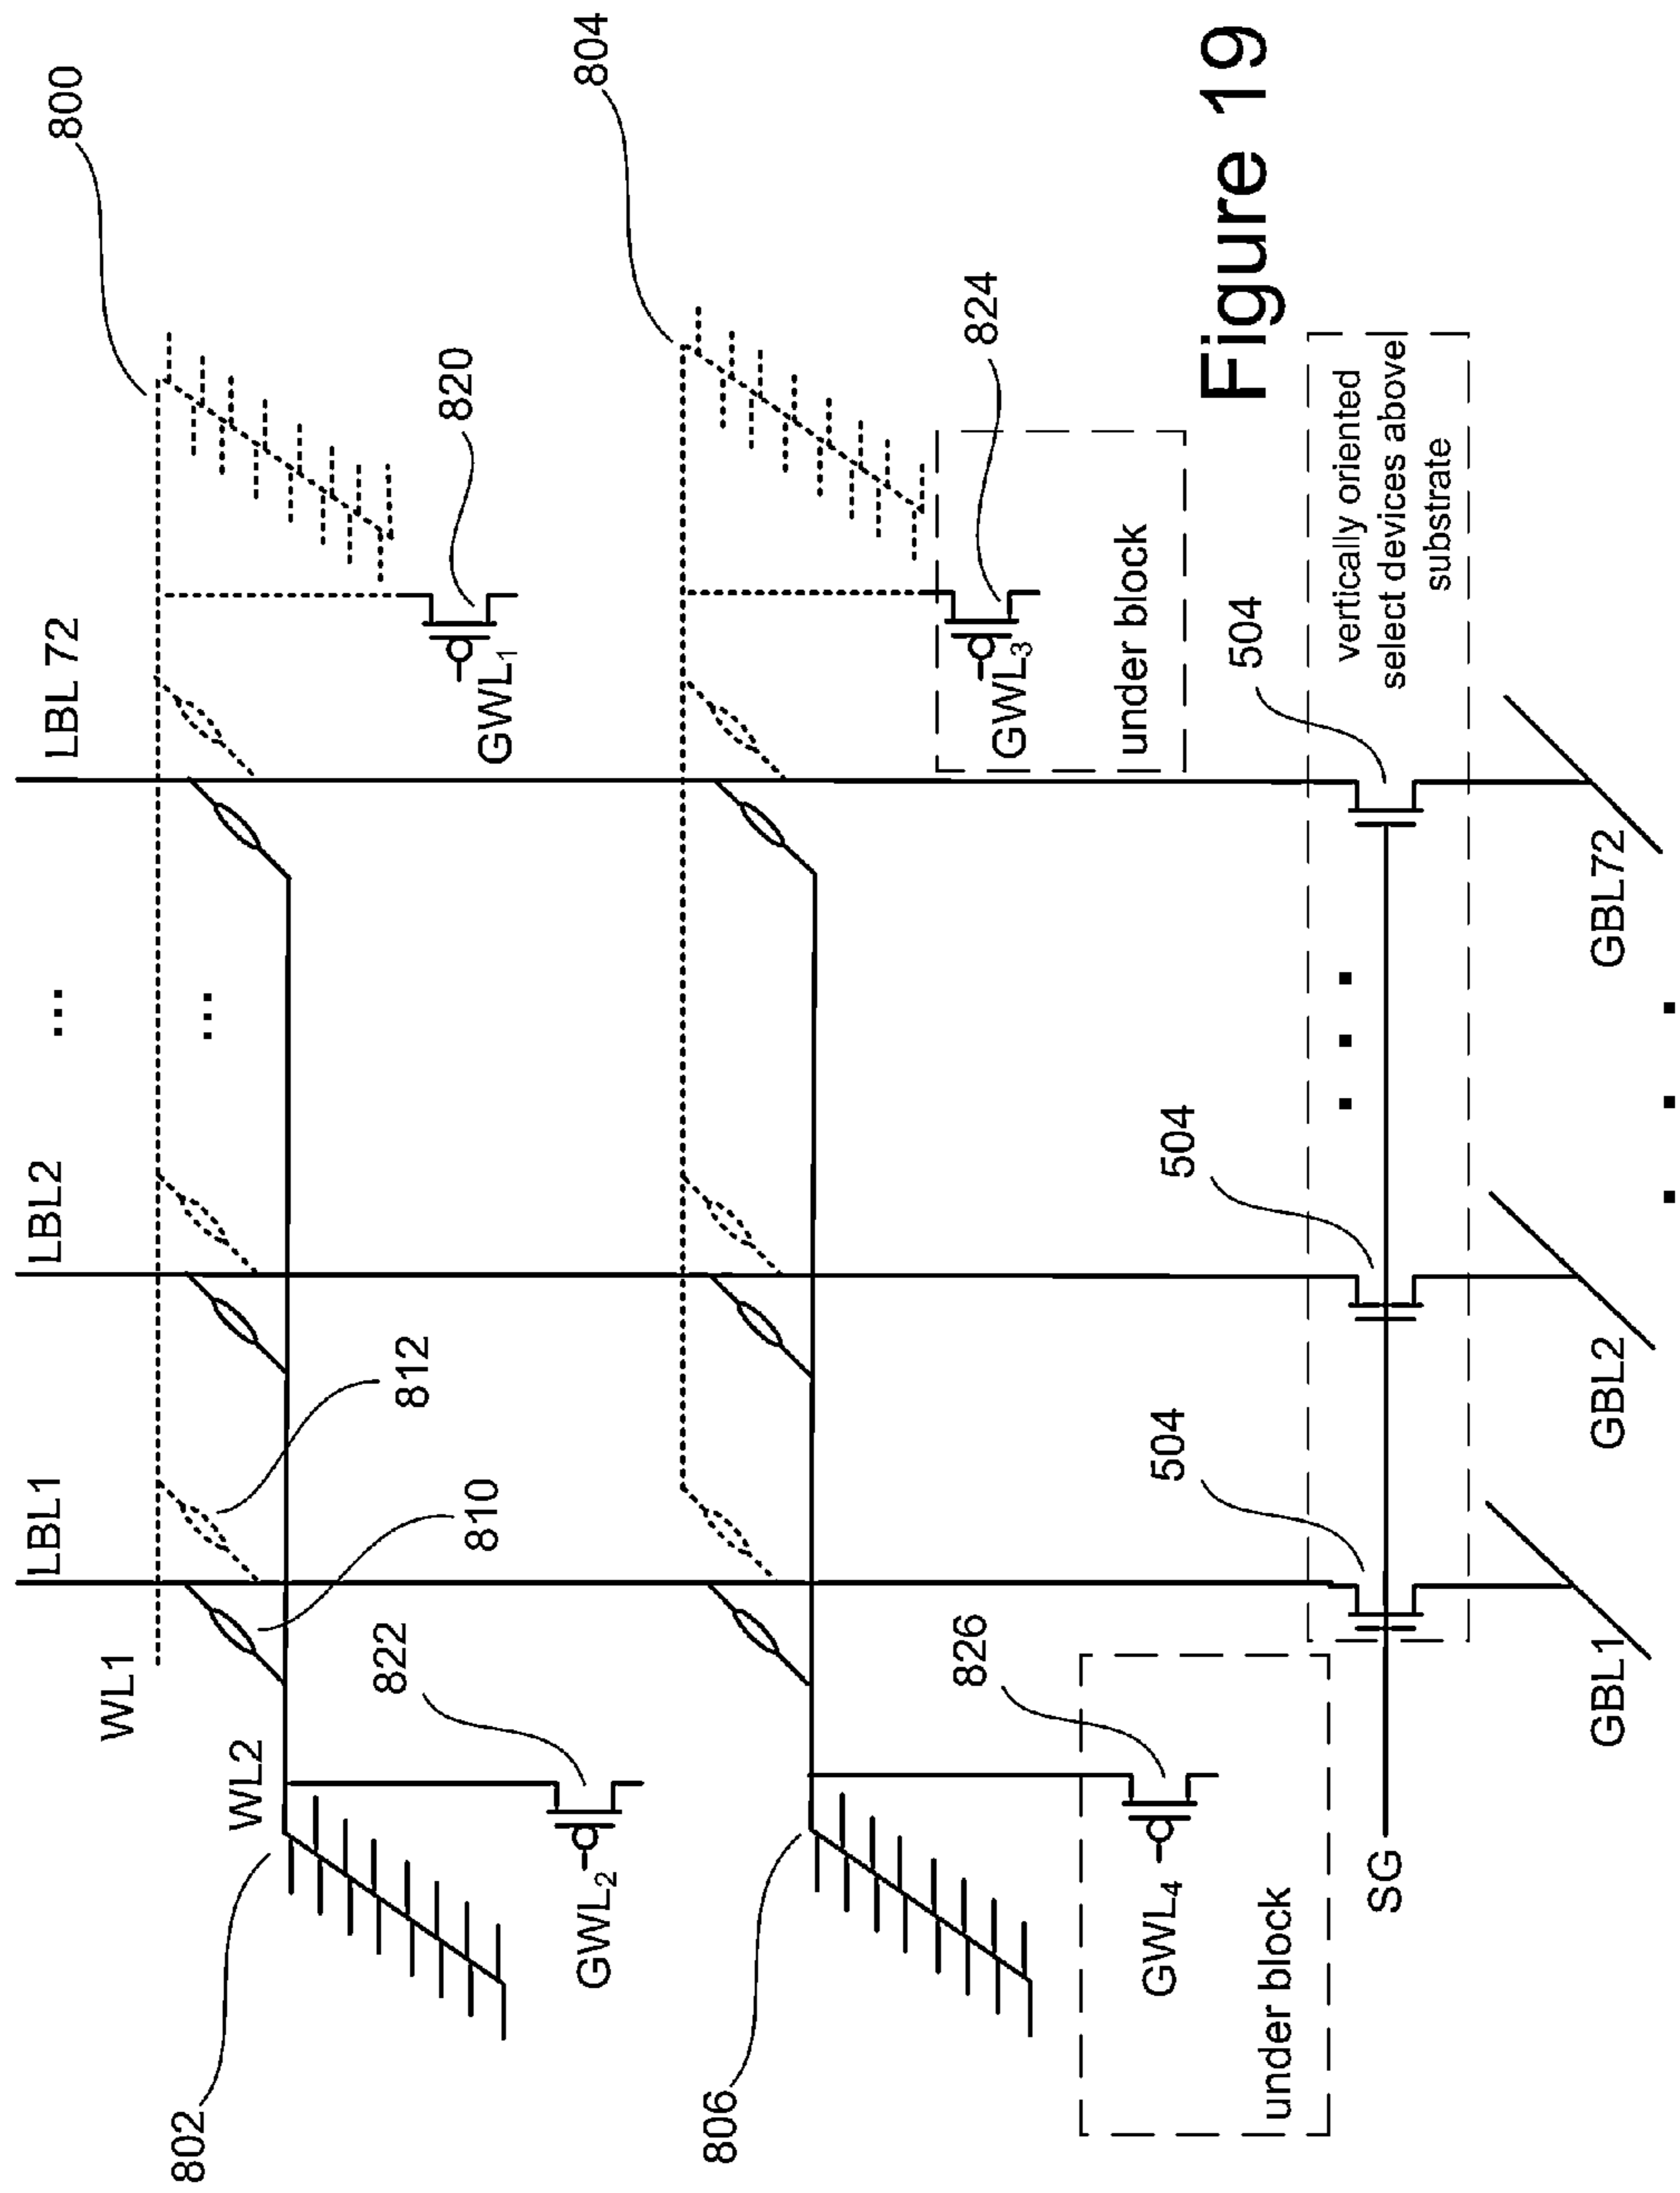 LBL1
LBL2
...
LBL 72
800
WL1
...
812
WL2
810
802
822
820
GWL2
GWL1
804
806
826
824
GWL4
GWL3
under block
under block
504
504
504
SG
. . .
vertically oriented
select devices above
substrate
GBL1
GBL2
GBL72
. . .
Figure 19